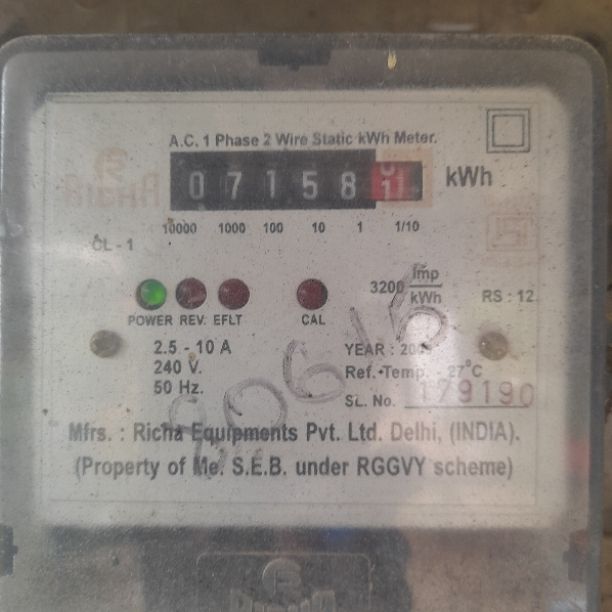 A.C. 1 Phase 2 Wire Static kWh Meter.
RICHA
0 7 1 5 8 1 kWh
10000 1000 100 10 1 1/10
CL - 1
3200 Imp/kWh
RS : 12
POWER REV. EFLT CAL
2.5 - 10 A
240 V.
50 Hz.
YEAR :
Ref. Temp. - 27°C
SL. No. 179190
Mfrs. : Richa Equipments Pvt. Ltd. Delhi, (INDIA).
(Property of Me. S.E.B. under RGGVY scheme)
RICHA